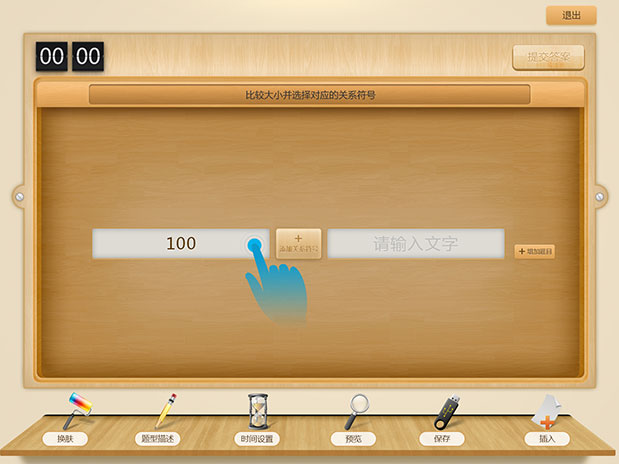 退出
00 00
提交答案
比较大小并选择对应的关系符号
100
+
添加关系符号
请输入文字
+ 增加题目
换肤
题型描述
时间设置
预览
保存
插入